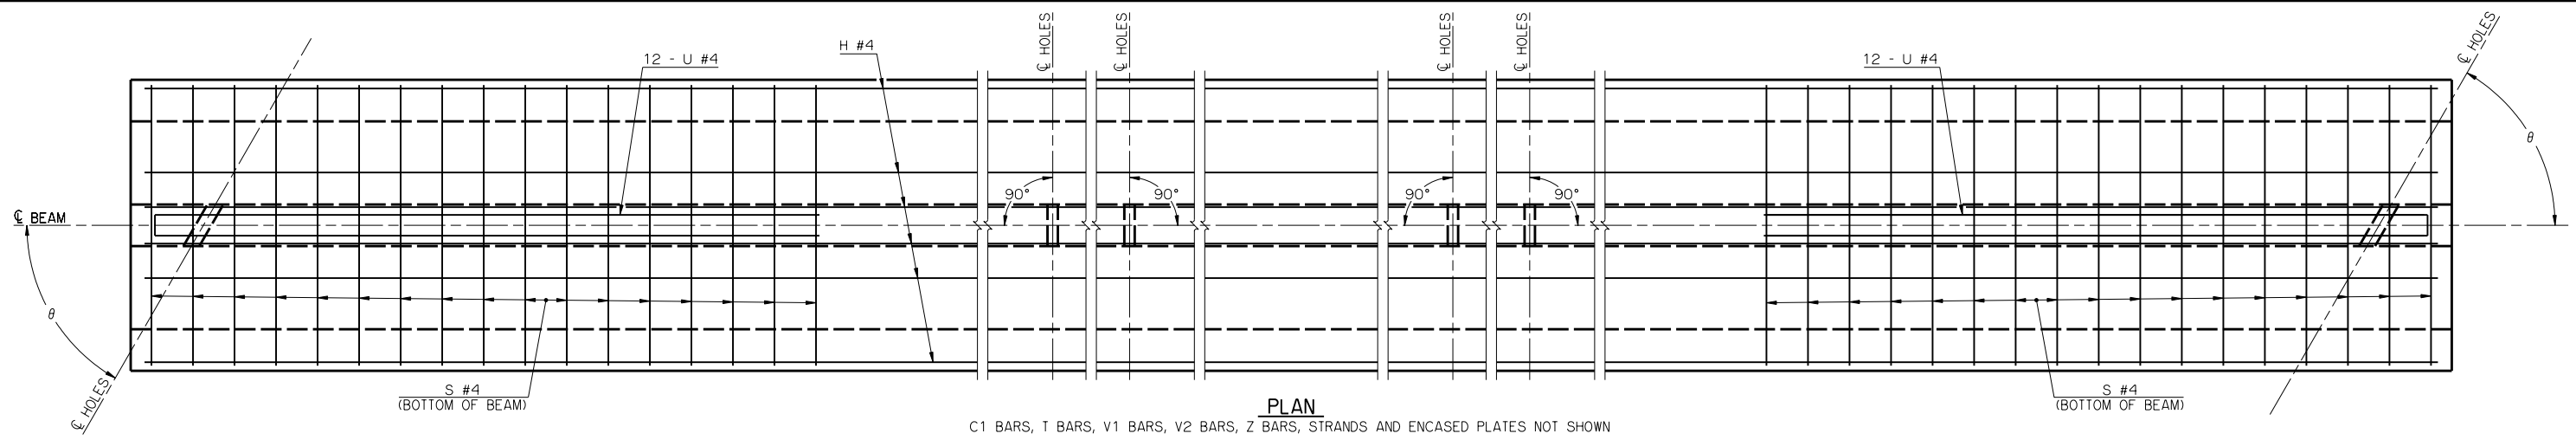 ℄ HOLES
℄ HOLES
℄ HOLES
℄ HOLES
℄ HOLES
H #4
12 - U #4
12 - U #4
θ
90°
90°
90°
90°
℄ BEAM
θ
S #4
(BOTTOM OF BEAM)
S #4
(BOTTOM OF BEAM)
℄ HOLES
PLAN
C1 BARS, T BARS, V1 BARS, V2 BARS, Z BARS, STRANDS AND ENCASED PLATES NOT SHOWN